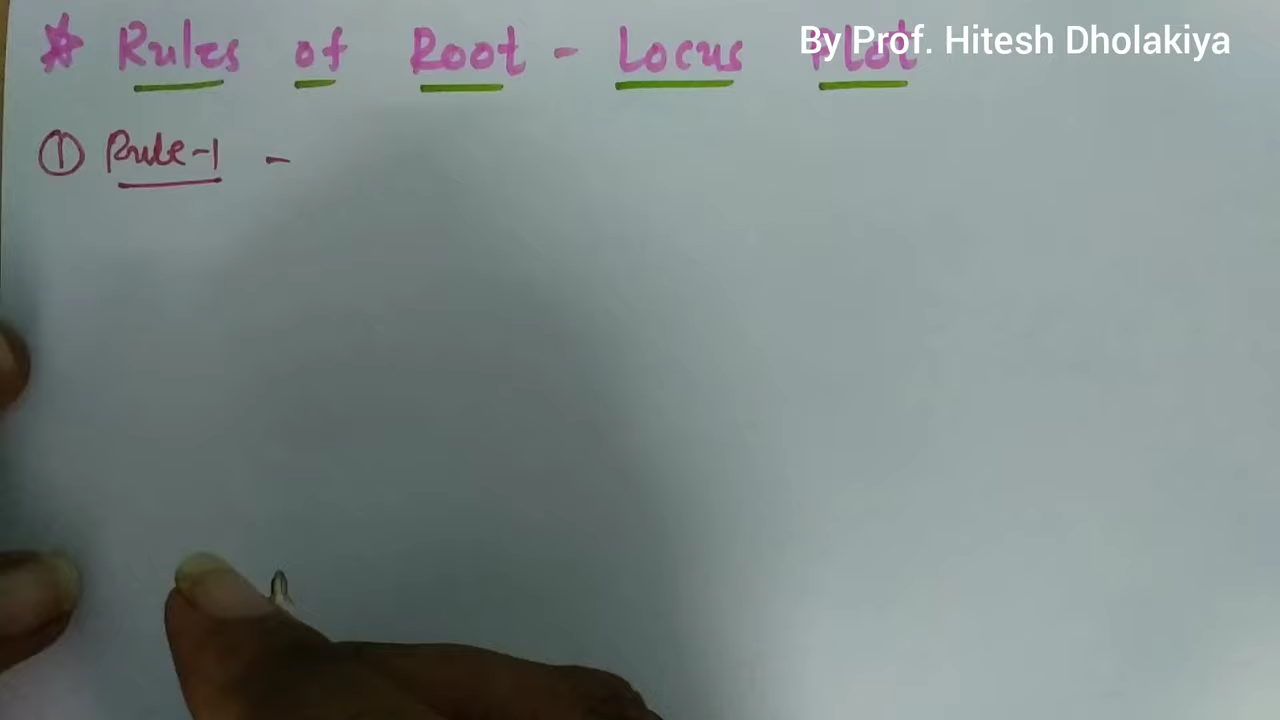 * Rules of Root - Locus Plot
By Prof. Hitesh Dholakiya
① Rule-1 -